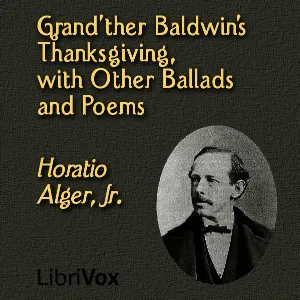 Grand'ther Baldwin's
Thanksgiving,
with Other Ballads
and Poems
Horatio
Alger, Jr.
LibriVox